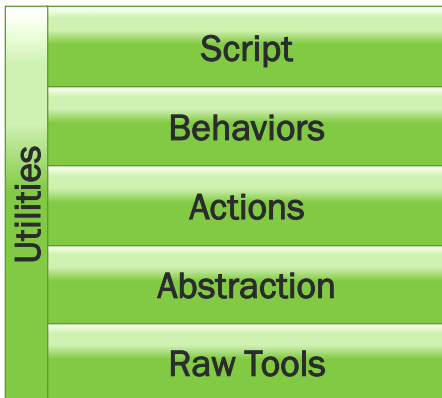 Utilities
Script
Behaviors
Actions
Abstraction
Raw Tools